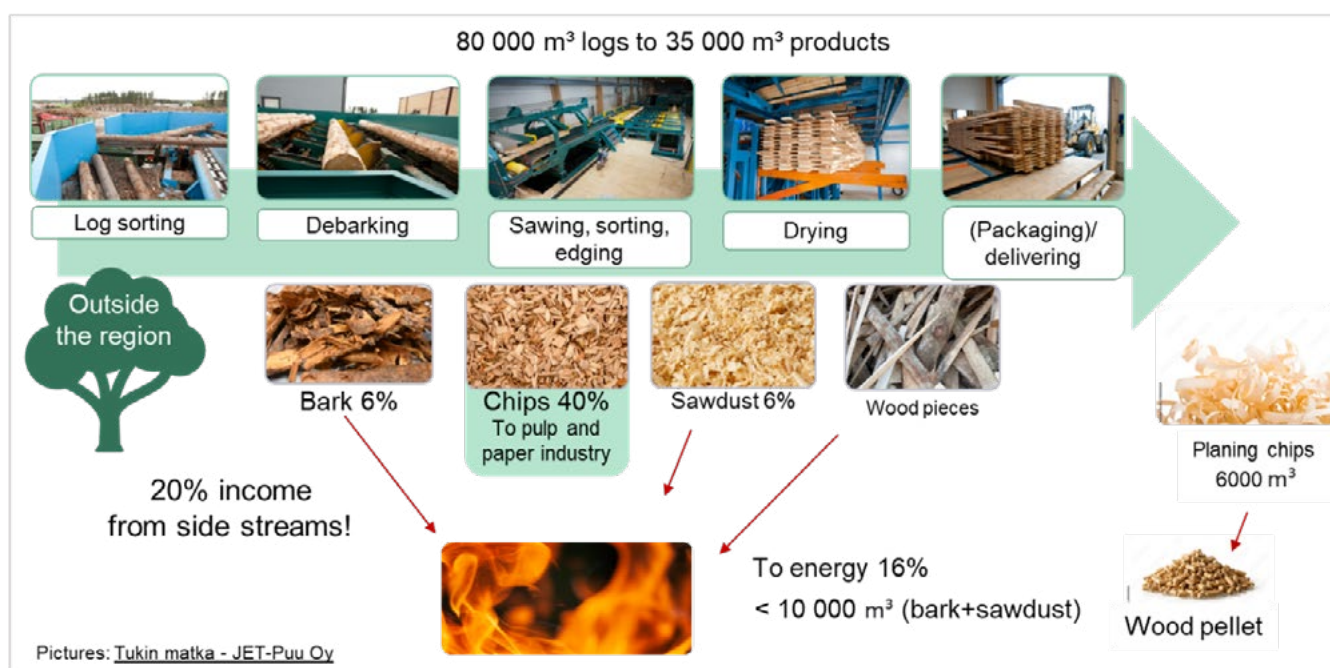 80 000 m³ logs to 35 000 m³ products
Log sorting
Debarking
Sawing, sorting,
edging
Drying
(Packaging)/
delivering
Outside
the region
Bark 6%
Chips 40%
To pulp and
paper industry
Sawdust 6%
Wood pieces
Planing chips
6000 m³
20% income
from side streams!
To energy 16%
< 10 000 m³ (bark+sawdust)
Wood pellet
Pictures: Tukin matka - JET-Puu Oy